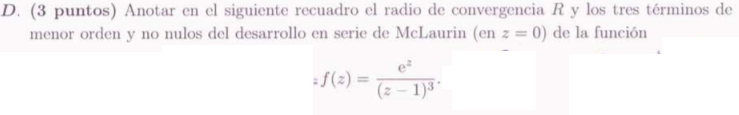 D. (3 puntos) Anotar en el siguiente recuadro el radio de convergencia R y los tres términos de
menor orden y no nulos del desarrollo en serie de McLaurin (en z = 0) de la función
f(z) = e^z / (z − 1)^3.